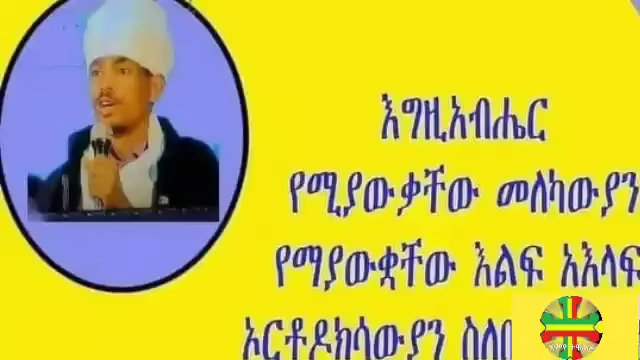 እግዚአብሔር
የሚያውቃቸው መለካውያን
የማያውቋቸው እልፍ አእላፍ
ኦርቶዶክሳውያን